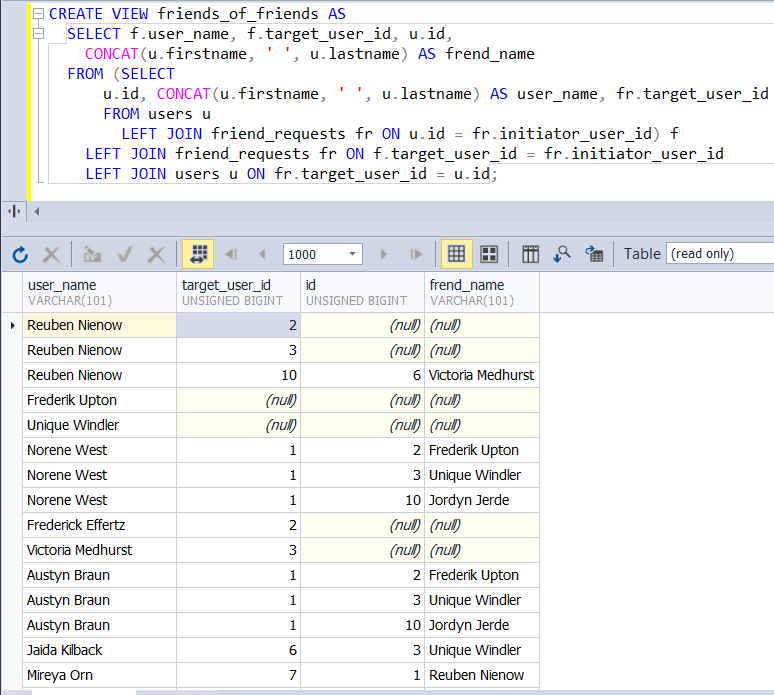 CREATE VIEW friends_of_friends AS
SELECT f.user_name, f.target_user_id, u.id,
CONCAT(u.firstname, ' ', u.lastname) AS frend_name
FROM (SELECT
u.id, CONCAT(u.firstname, ' ', u.lastname) AS user_name, fr.target_user_id
FROM users u
LEFT JOIN friend_requests fr ON u.id = fr.initiator_user_id) f
LEFT JOIN friend_requests fr ON f.target_user_id = fr.initiator_user_id
LEFT JOIN users u ON fr.target_user_id = u.id;
1000 Table (read only)
user_name target_user_id id frend_name
VARCHAR(101) UNSIGNED BIGINT UNSIGNED BIGINT VARCHAR(101)
Reuben Nienow 2 (null) (null)
Reuben Nienow 3 (null) (null)
Reuben Nienow 10 6 Victoria Medhurst
Frederik Upton (null) (null) (null)
Unique Windler (null) (null) (null)
Norene West 1 2 Frederik Upton
Norene West 1 3 Unique Windler
Norene West 1 10 Jordyn Jerde
Frederick Effertz 2 (null) (null)
Victoria Medhurst 3 (null) (null)
Austyn Braun 1 2 Frederik Upton
Austyn Braun 1 3 Unique Windler
Austyn Braun 1 10 Jordyn Jerde
Jaida Kilback 6 3 Unique Windler
Mireya Orn 7 1 Reuben Nienow